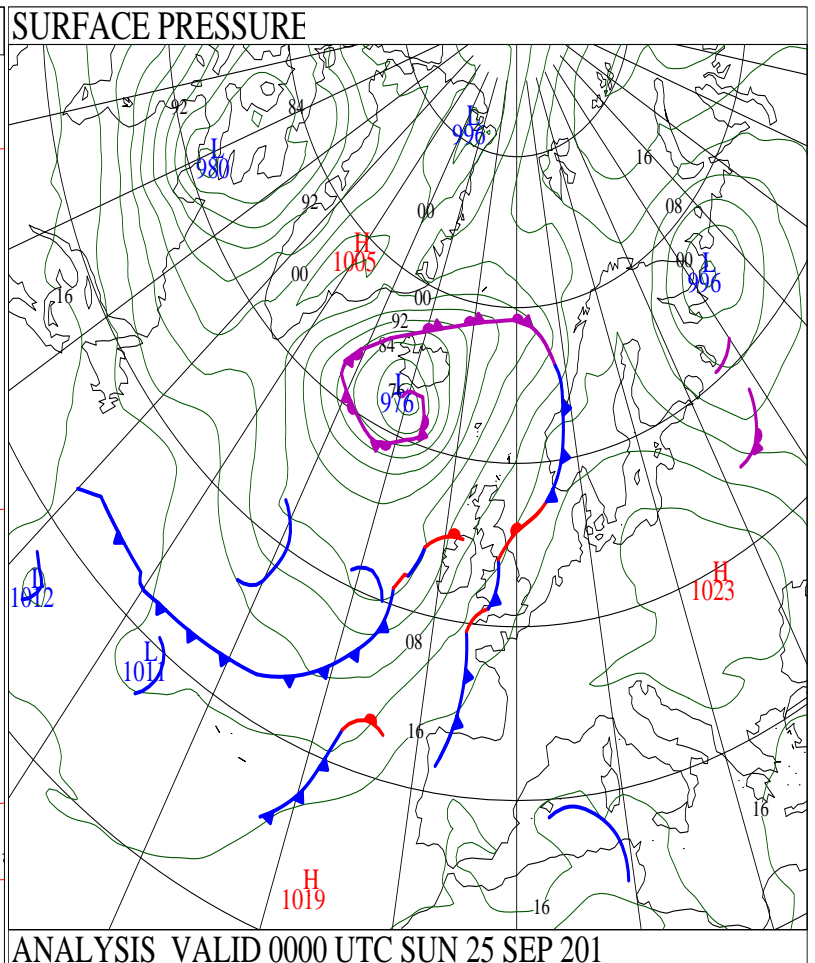 SURFACE PRESSURE
92
84
L
996
L
980
16
92
00
08
H
1005
00
L
996
00
16
00
92
84
L
76
976
H
1023
L
1012
08
L
1011
16
16
H
1019
16
ANALYSIS VALID 0000 UTC SUN 25 SEP 201